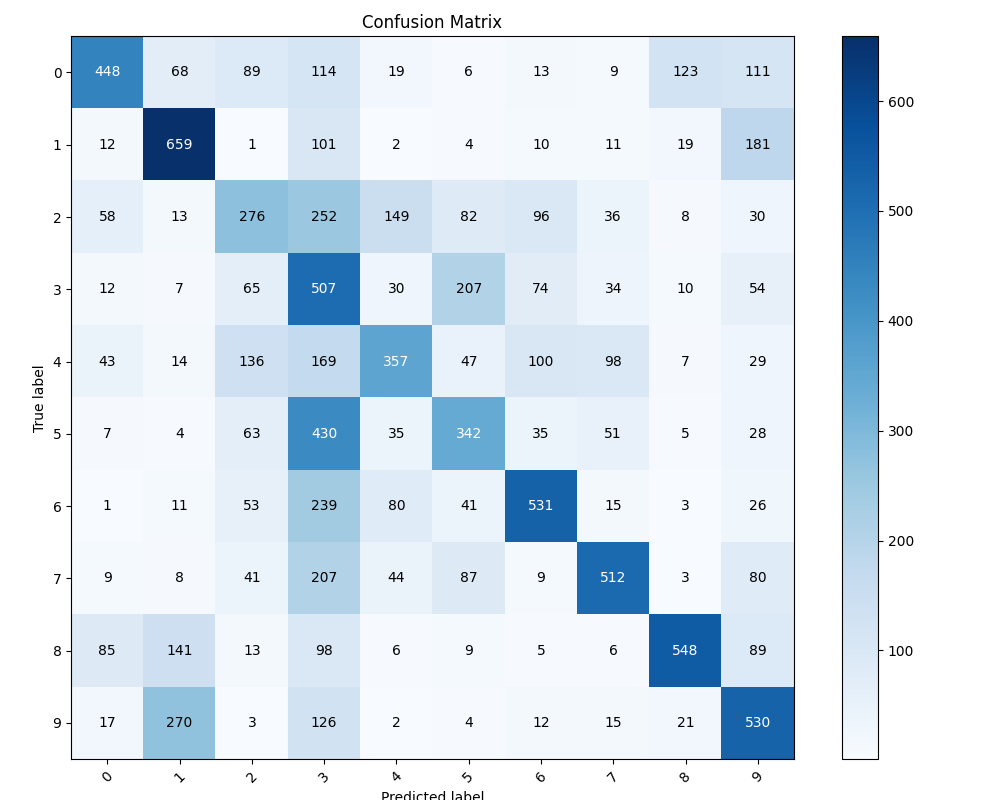 Confusion Matrix
0 448 68 89 114 19 6 13 9 123 111
1 12 659 1 101 2 4 10 11 19 181
2 58 13 276 252 149 82 96 36 8 30
3 12 7 65 507 30 207 74 34 10 54
4 43 14 136 169 357 47 100 98 7 29
5 7 4 63 430 35 342 35 51 5 28
6 1 11 53 239 80 41 531 15 3 26
7 9 8 41 207 44 87 9 512 3 80
8 85 141 13 98 6 9 5 6 548 89
9 17 270 3 126 2 4 12 15 21 530
0 1 2 3 4 5 6 7 8 9
Predicted label
True label
600
500
400
300
200
100